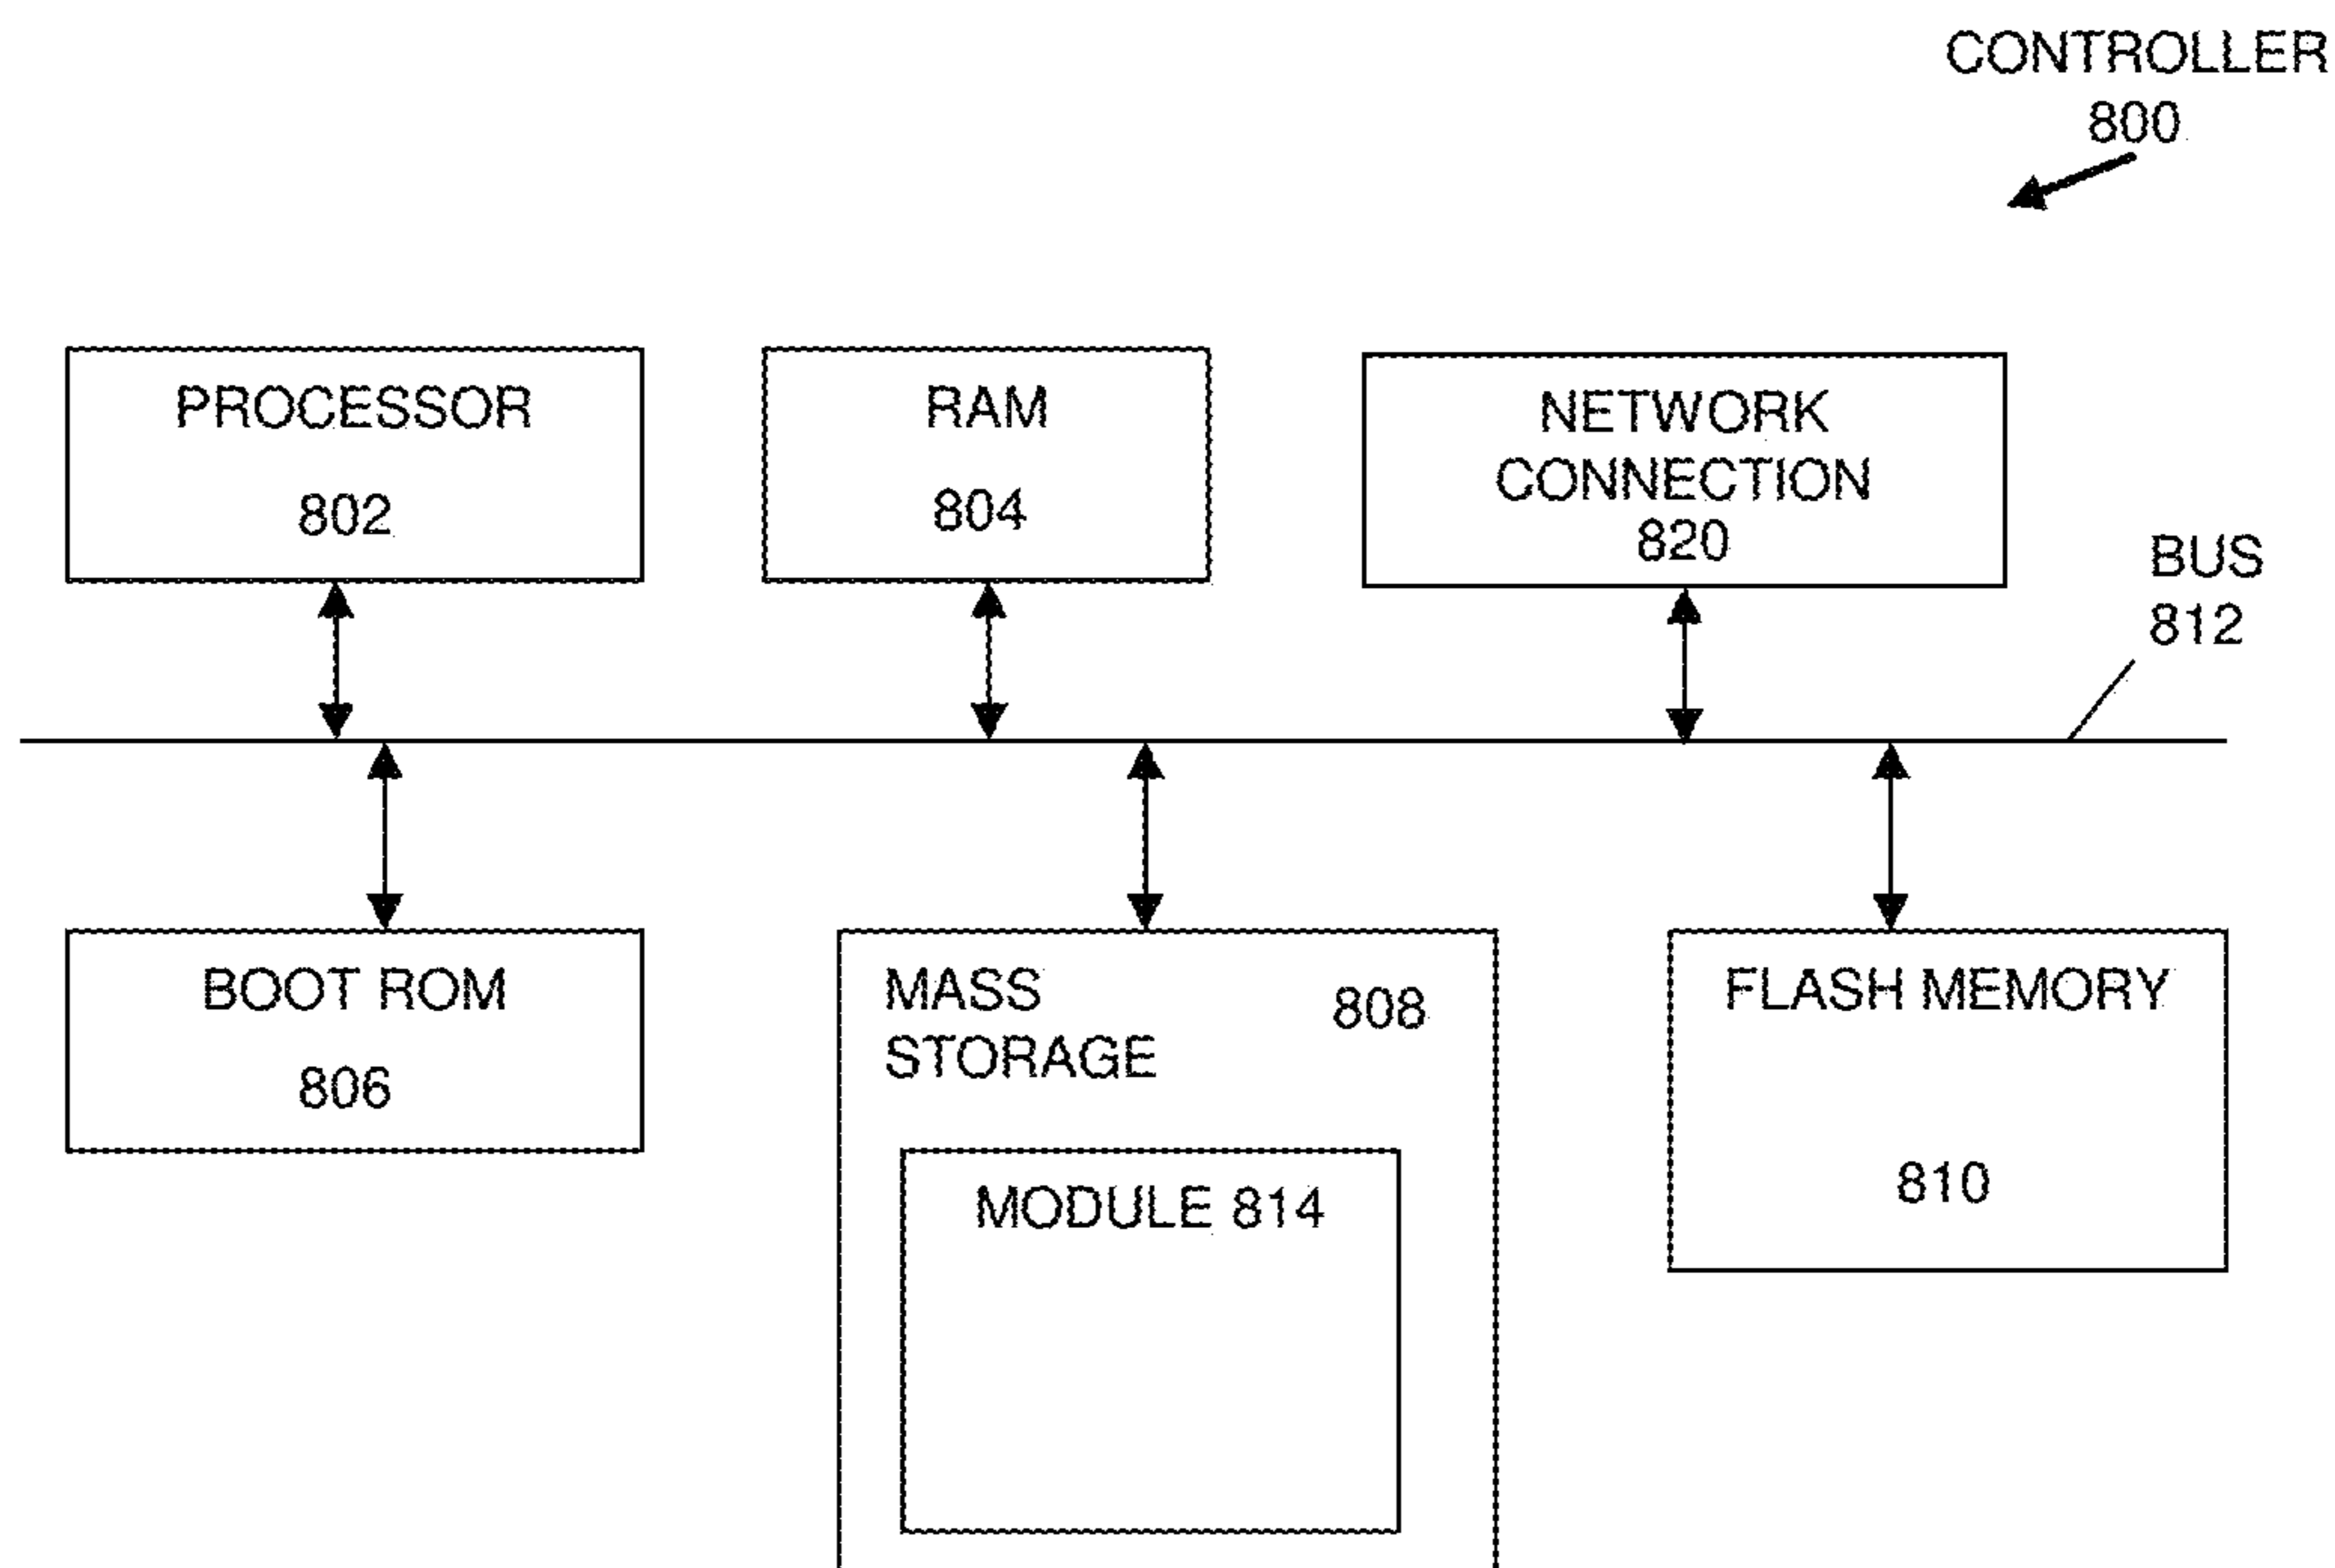 CONTROLLER
800
PROCESSOR
802
RAM
804
NETWORK
CONNECTION
820
BUS
812
BOOT ROM
806
MASS
STORAGE
808
MODULE 814
FLASH MEMORY
810